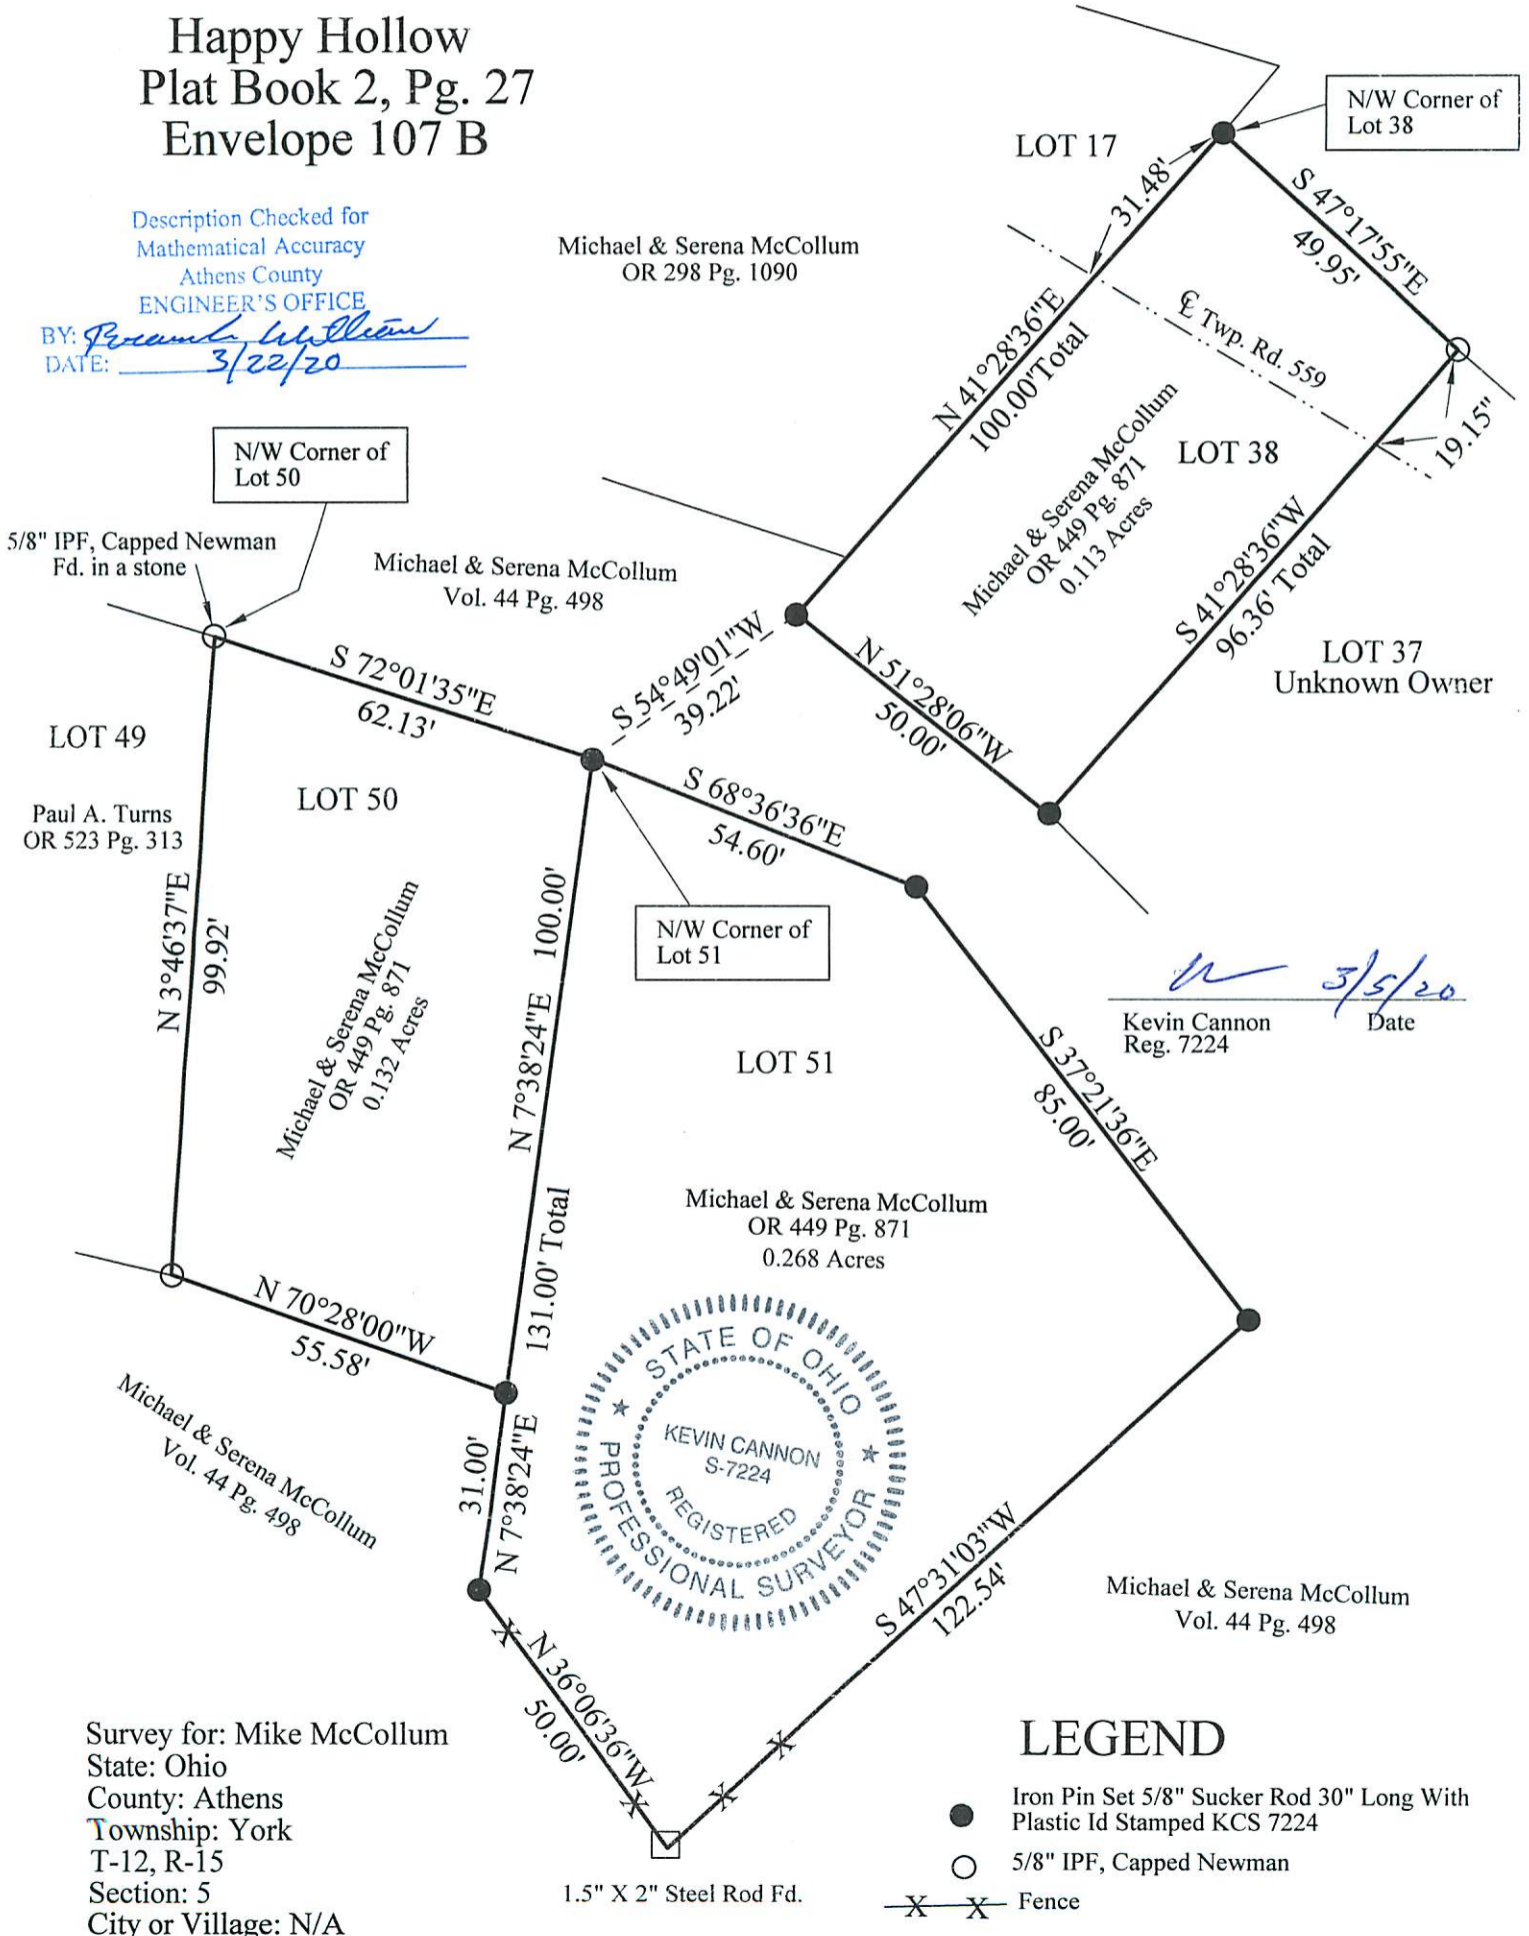 Happy Hollow
Plat Book 2, Pg. 27
Envelope 107 B
Description Checked for
Mathematical Accuracy
Athens County
ENGINEER'S OFFICE
BY:
DATE: 3/22/20
N/W Corner of
Lot 38
LOT 17
31.48'
S 47°17'55"E
49.95'
Michael & Serena McCollum
OR 298 Pg. 1090
N 41°28'36"E
100.00'Total
℄ Twp. Rd. 559
19.15"
LOT 38
Michael & Serena McCollum
OR 449 Pg. 871
0.113 Acres
S 41°28'36"W
96.36' Total
LOT 37
Unknown Owner
N/W Corner of
Lot 50
5/8" IPF, Capped Newman
Fd. in a stone
Michael & Serena McCollum
Vol. 44 Pg. 498
S 72°01'35"E
62.13'
S 54°49'01"W
39.22'
N 51°28'06"W
50.00'
LOT 49
Paul A. Turns
OR 523 Pg. 313
LOT 50
S 68°36'36"E
54.60'
N 3°46'37"E
99.92'
Michael & Serena McCollum
OR 449 Pg. 871
0.132 Acres
N 7°38'24"E 100.00'
131.00' Total
N/W Corner of
Lot 51
3/5/20
Kevin Cannon Date
Reg. 7224
LOT 51
S 37°21'36"E
85.00'
Michael & Serena McCollum
OR 449 Pg. 871
0.268 Acres
N 70°28'00"W
55.58'
STATE OF OHIO
KEVIN CANNON
S-7224
REGISTERED
PROFESSIONAL SURVEYOR
Michael & Serena McCollum
Vol. 44 Pg. 498
31.00'
N 7°38'24"E
S 47°31'03"W
122.54'
Michael & Serena McCollum
Vol. 44 Pg. 498
N 36°06'36"W
50.00'
Survey for: Mike McCollum
State: Ohio
County: Athens
Township: York
T-12, R-15
Section: 5
City or Village: N/A
1.5" X 2" Steel Rod Fd.
LEGEND
Iron Pin Set 5/8" Sucker Rod 30" Long With
Plastic Id Stamped KCS 7224
5/8" IPF, Capped Newman
X X Fence